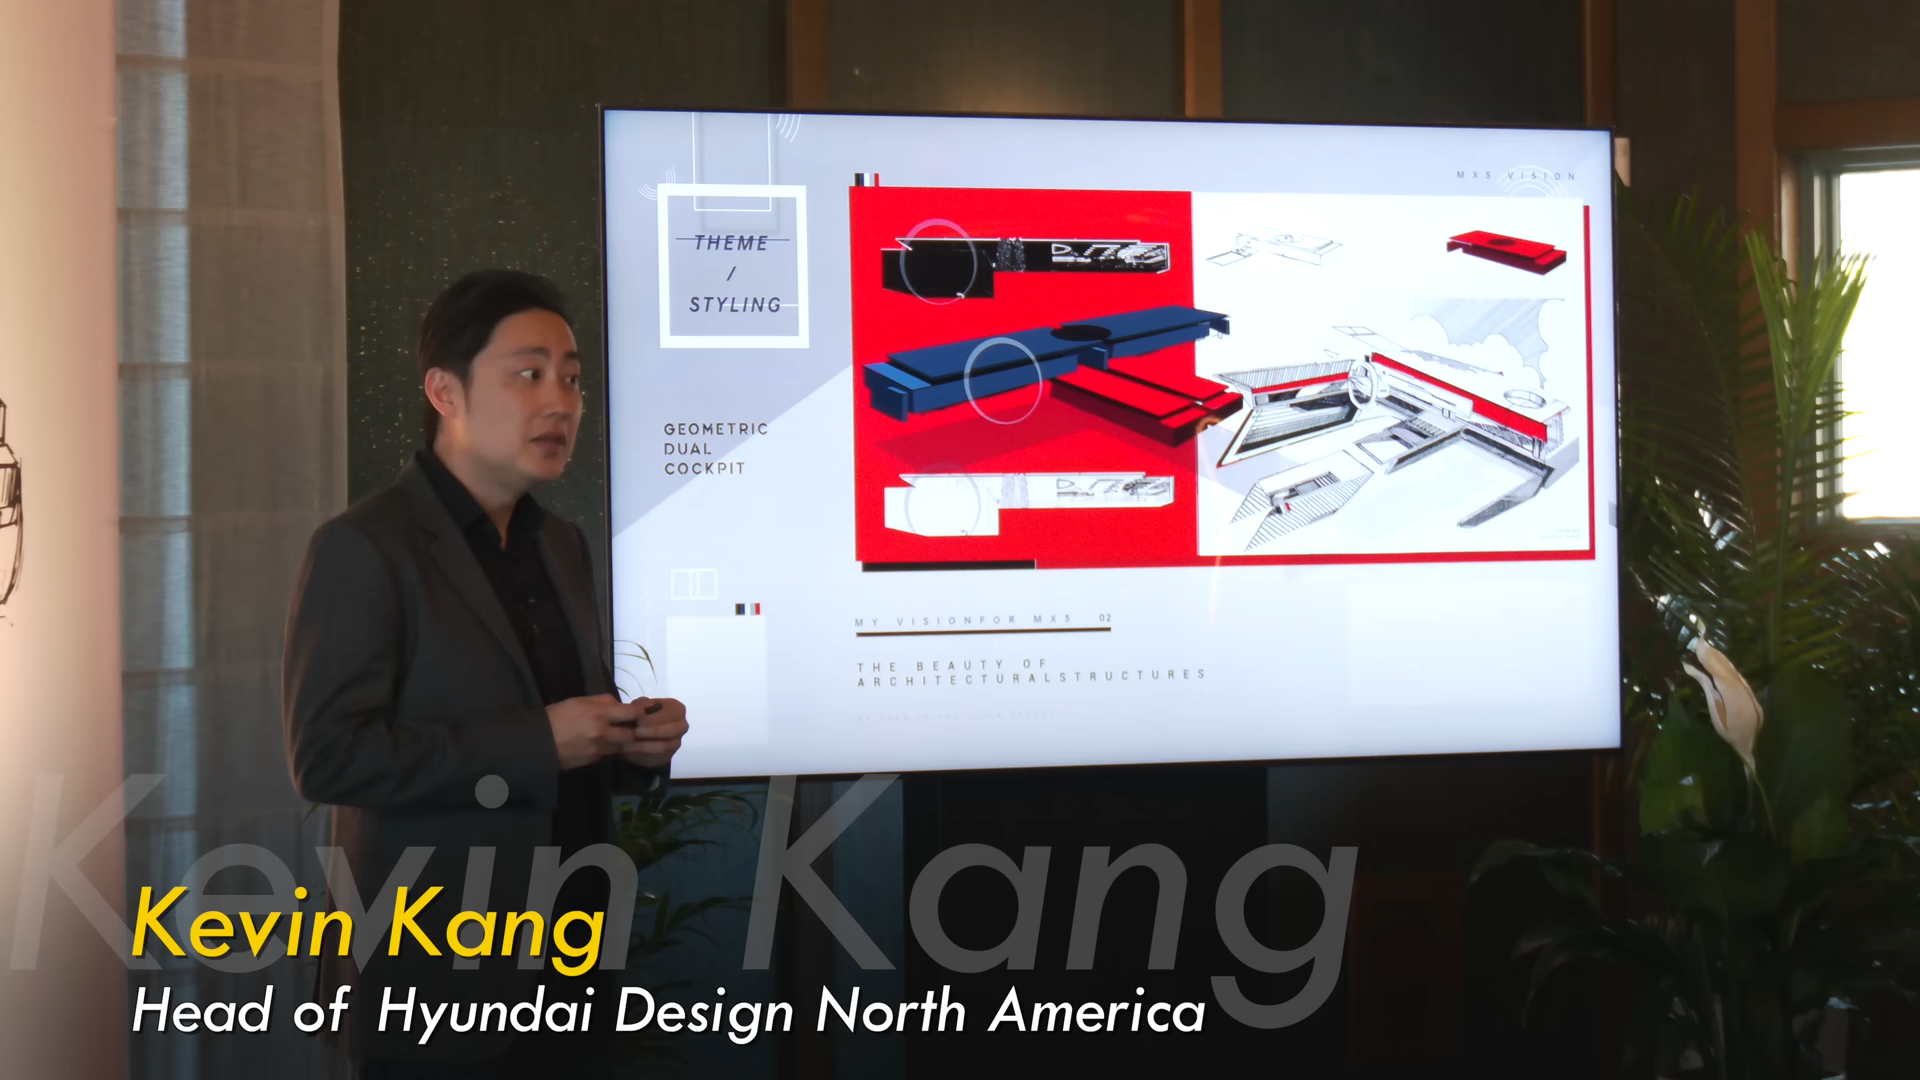 MX5 VISION
THEME
/
STYLING
GEOMETRIC
DUAL
COCKPIT
MY VISIONFOR MX5 02
THE BEAUTY OF
ARCHITECTURALSTRUCTURES
Kevin Kang
Kevin Kang
Head of Hyundai Design North America